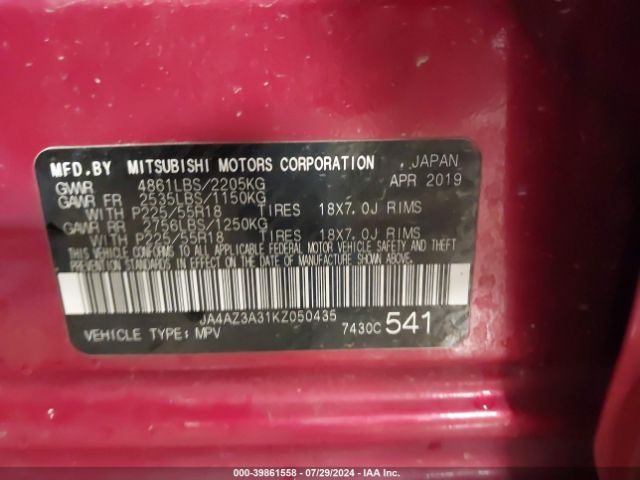 MFD.BY MITSUBISHI MOTORS CORPORATION , JAPAN
GVWR 4861LBS/2205KG APR 2019
GAWR FR 2535LBS/1150KG
WITH P225/55R18 TIRES 18X7.0J RIMS
GAWR RR 2756LBS/1250KG
WITH P225/55R18 TIRES 18X7.0J RIMS
THIS VEHICLE CONFORMS TO ALL APPLICABLE FEDERAL MOTOR VEHICLE SAFETY AND THEFT
PREVENTION STANDARDS IN EFFECT ON THE DATE OF MANUFACTURE SHOWN ABOVE.
JA4AZ3A31KZ050435
VEHICLE TYPE: MPV 7430C 541
000-39861558 - 07/29/2024 - IAA Inc.